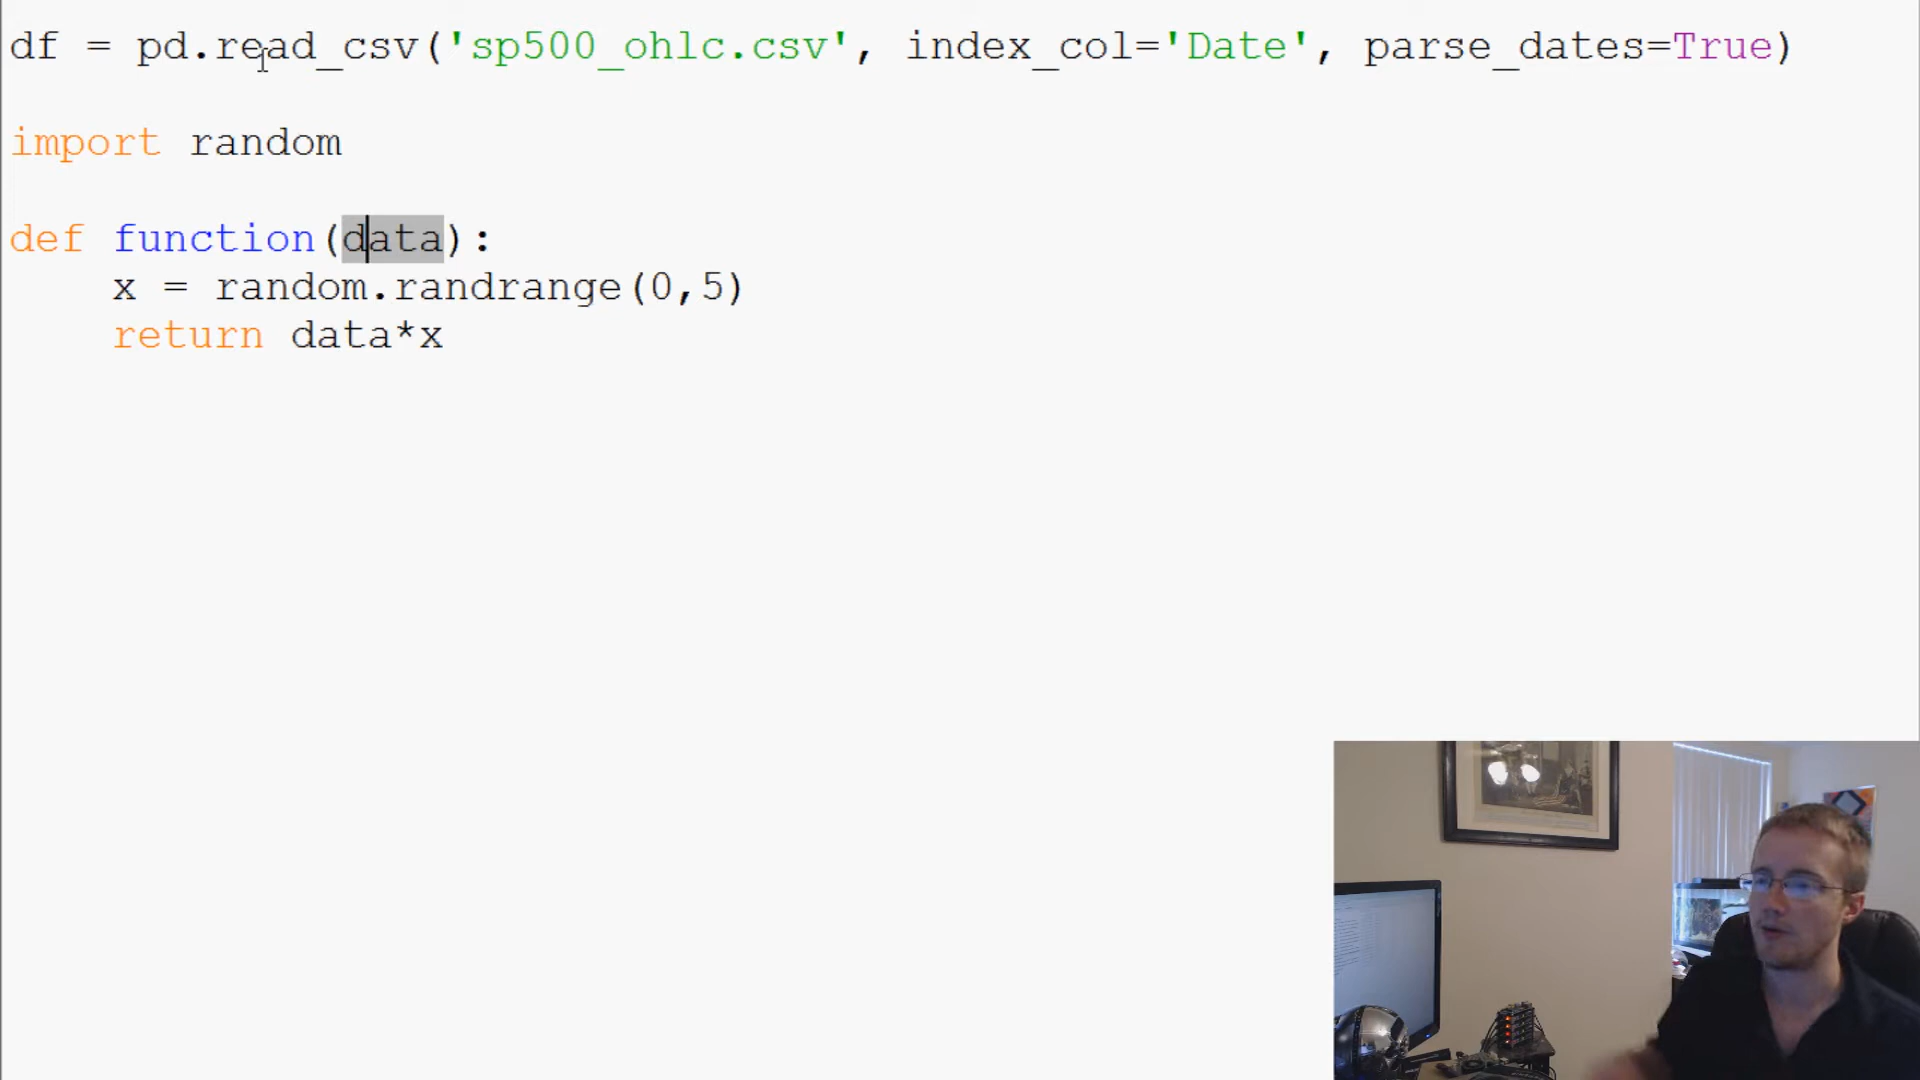 df = pd.read_csv('sp500_ohlc.csv', index_col='Date', parse_dates=True)
import random
def function(data):
    x = random.randrange(0,5)
    return data*x